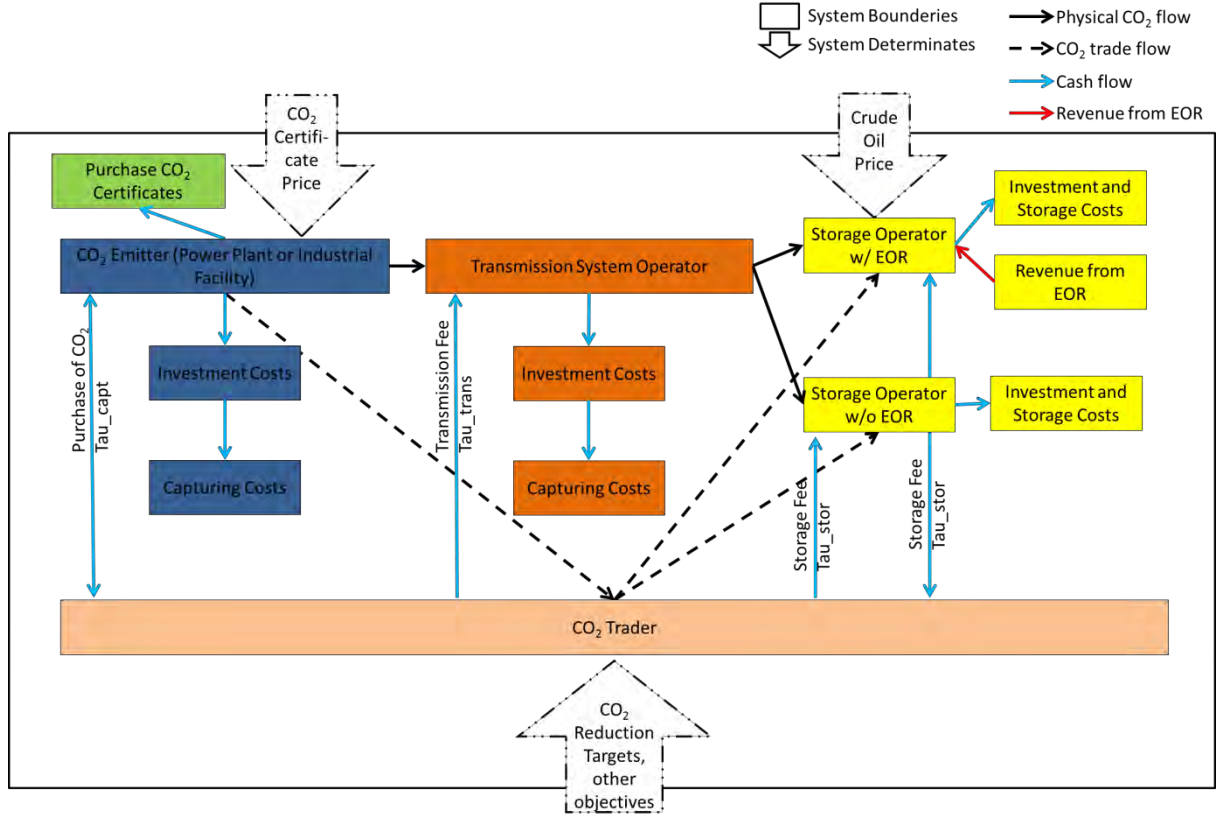 System Bounderies
System Determinates
Physical CO₂ flow
CO₂ trade flow
Cash flow
Revenue from EOR
CO₂
Certifi-
cate
Price
Crude
Oil
Price
Purchase CO₂
Certificates
CO₂ Emitter (Power Plant or Industrial
Facility)
Transmission System Operator
Storage Operator
w/ EOR
Investment and
Storage Costs
Revenue from
EOR
Purchase of CO₂
Tau_capt
Investment Costs
Capturing Costs
Transmission Fee
Tau_trans
Investment Costs
Capturing Costs
Storage Operator
w/o EOR
Investment and
Storage Costs
Storage Fee
Tau_stor
Storage Fee
Tau_stor
CO₂ Trader
CO₂
Reduction
Targets,
other
objectives